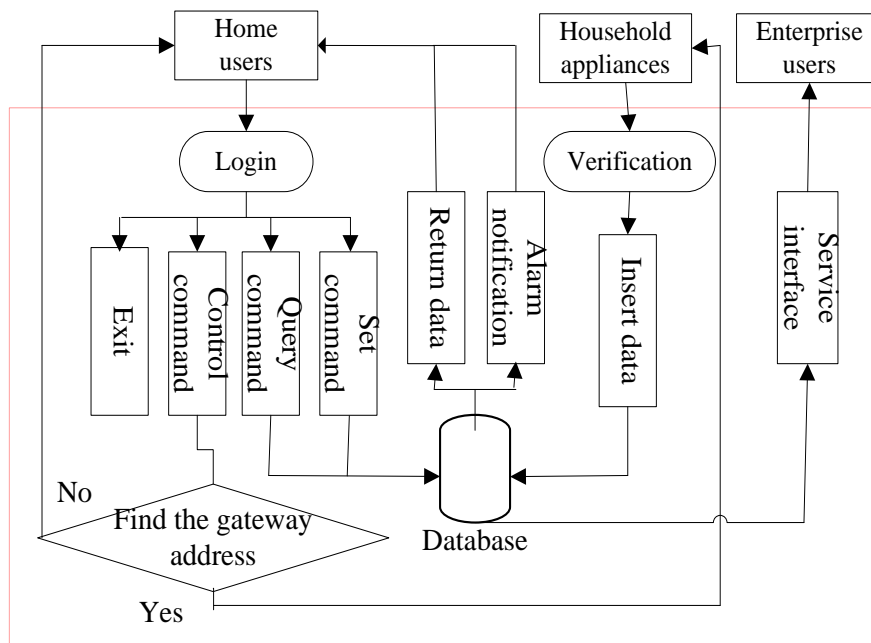 Home
users
Household
appliances
Enterprise
users
Login
Verification
Exit
Control
command
Query
command
Set
command
Return data
Alarm
notification
Insert data
Service
interface
No
Find the gateway
address
Database
Yes